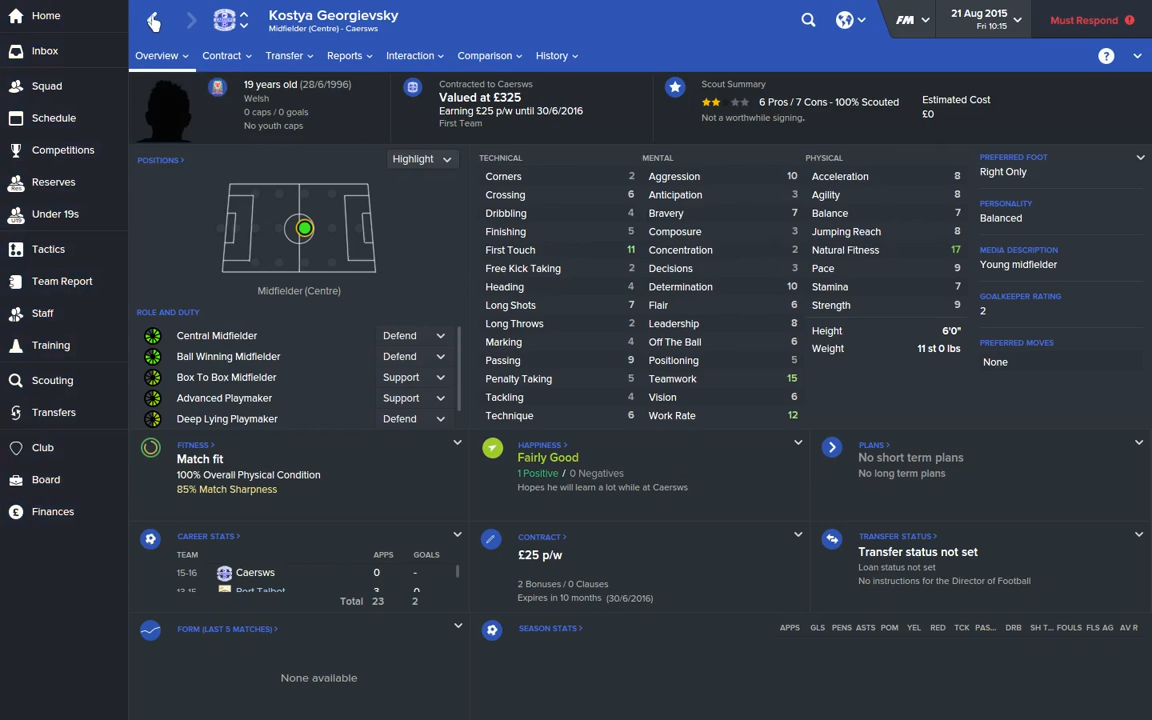 Home
Inbox
Squad
Schedule
Competitions
Reserves
Under 19s
Tactics
Team Report
Staff
Training
Scouting
Transfers
Club
Board
Finances
Kostya Georgievsky
Midfielder (Centre) - Caersws
FM
21 Aug 2015
Fri 10:15
Must Respond
Overview Contract Transfer Reports Interaction Comparison History
19 years old (28/6/1996)
Welsh
0 caps / 0 goals
No youth caps
Contracted to Caersws
Valued at £325
Earning £25 p/w until 30/6/2016
First Team
Scout Summary
6 Pros / 7 Cons - 100% Scouted
Not a worthwhile signing.
Estimated Cost
£0
POSITIONS >
Highlight
Midfielder (Centre)
ROLE AND DUTY
Central Midfielder Defend
Ball Winning Midfielder Defend
Box To Box Midfielder Support
Advanced Playmaker Support
Deep Lying Playmaker Defend
TECHNICAL
Corners 2
Crossing 6
Dribbling 4
Finishing 5
First Touch 11
Free Kick Taking 2
Heading 4
Long Shots 7
Long Throws 2
Marking 4
Passing 9
Penalty Taking 5
Tackling 4
Technique 6
MENTAL
Aggression 10
Anticipation 3
Bravery 7
Composure 3
Concentration 2
Decisions 3
Determination 10
Flair 6
Leadership 8
Off The Ball 6
Positioning 5
Teamwork 15
Vision 6
Work Rate 12
PHYSICAL
Acceleration 8
Agility 8
Balance 7
Jumping Reach 8
Natural Fitness 17
Pace 9
Stamina 7
Strength 9
Height 6'0"
Weight 11 st 0 lbs
PREFERRED FOOT
Right Only
PERSONALITY
Balanced
MEDIA DESCRIPTION
Young midfielder
GOALKEEPER RATING
2
PREFERRED MOVES
None
FITNESS >
Match fit
100% Overall Physical Condition
85% Match Sharpness
HAPPINESS >
Fairly Good
1 Positive / 0 Negatives
Hopes he will learn a lot while at Caersws
PLANS >
No short term plans
No long term plans
CAREER STATS >
TEAM APPS GOALS
15-16 Caersws 0 -
Total 23 2
CONTRACT >
£25 p/w
2 Bonuses / 0 Clauses
Expires in 10 months (30/6/2016)
TRANSFER STATUS >
Transfer status not set
Loan status not set
No instructions for the Director of Football
FORM (LAST 5 MATCHES) >
None available
SEASON STATS >
APPS GLS PENS ASTS POM YEL RED TCK PAS... DRB SH T... FOULS FLS AG AV R